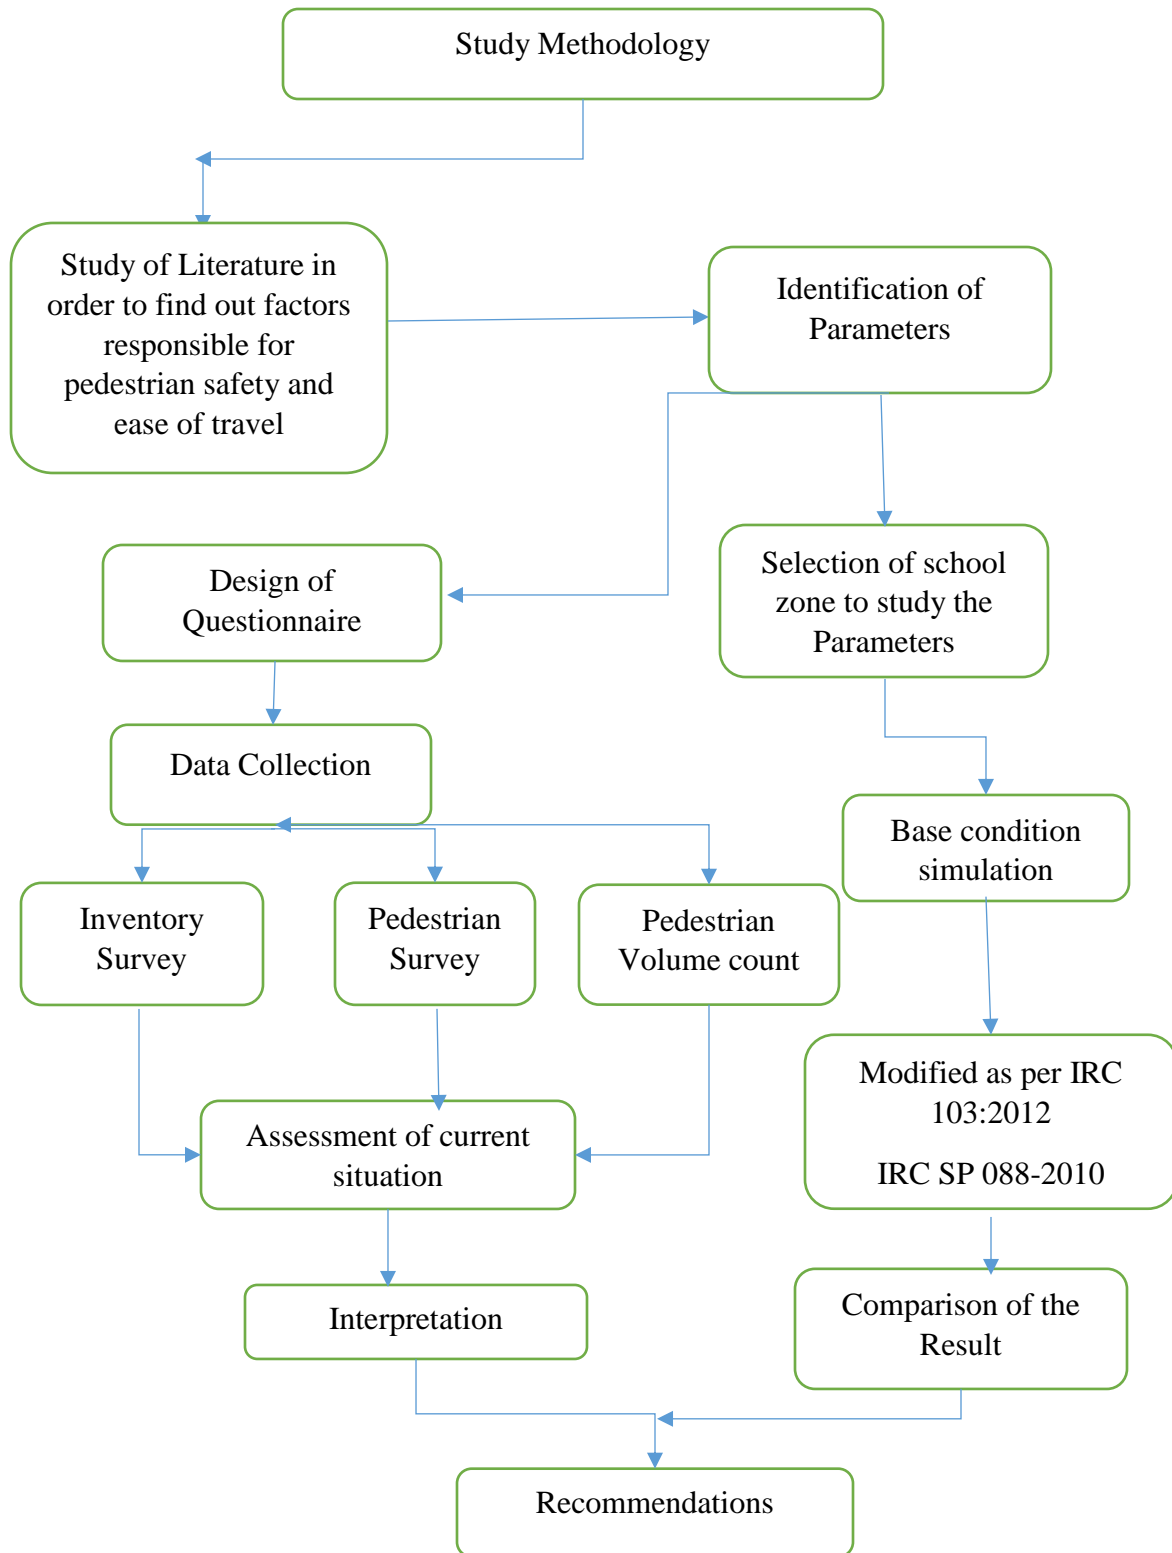 Study Methodology
Study of Literature in
order to find out factors
responsible for
pedestrian safety and
ease of travel
Identification of
Parameters
Design of
Questionnaire
Selection of school
zone to study the
Parameters
Data Collection
Base condition
simulation
Inventory
Survey
Pedestrian
Survey
Pedestrian
Volume count
Modified as per IRC
103:2012
IRC SP 088-2010
Assessment of current
situation
Interpretation
Comparison of the
Result
Recommendations